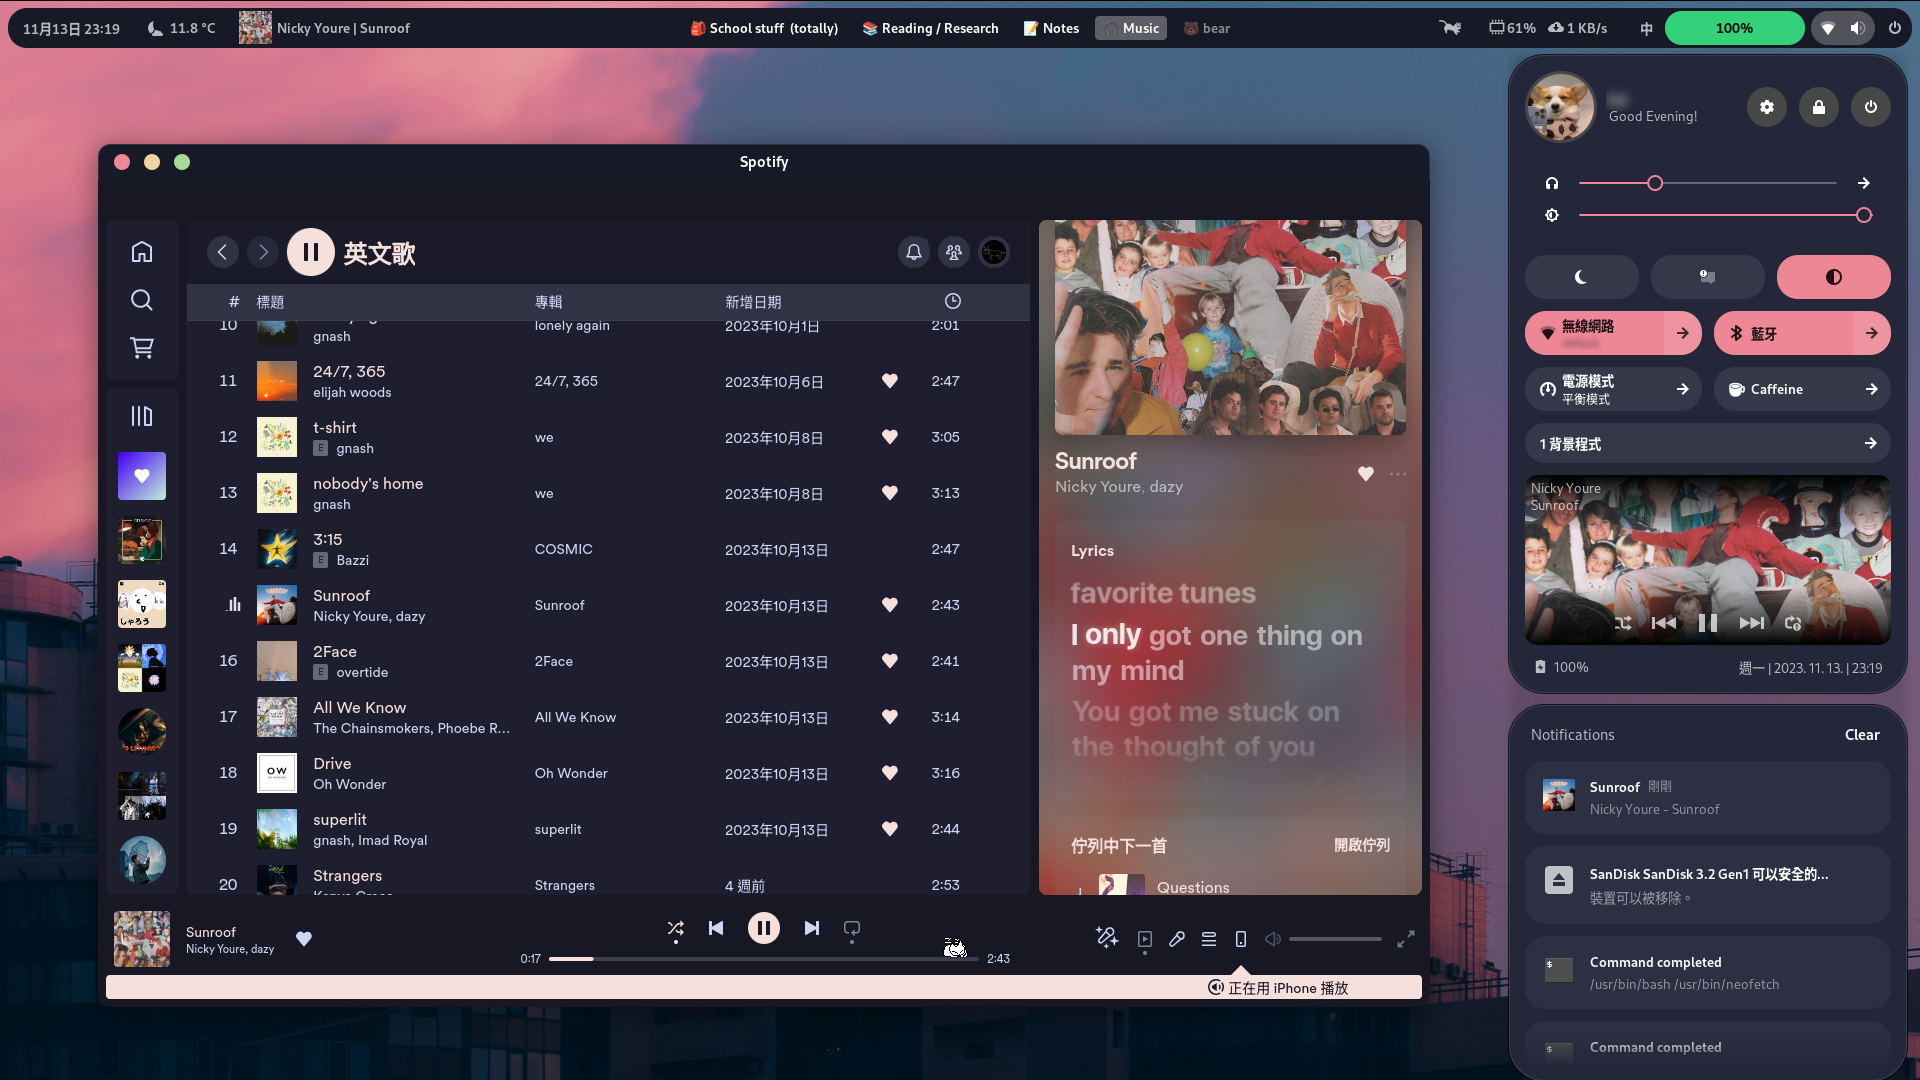 11月13日 23:19
11.8 °C
Nicky Youre | Sunroof
School stuff (totally)
Reading / Research
Notes
Music
bear
61%
1 KB/s
中
100%
Spotify
英文歌
# 標題 專輯 新增日期
10 lonely again 2023年10月1日 2:01
gnash
11 24/7, 365 24/7, 365 2023年10月6日 2:47
elijah woods
12 t-shirt we 2023年10月8日 3:05
E gnash
13 nobody's home we 2023年10月8日 3:13
gnash
14 3:15 COSMIC 2023年10月13日 2:47
E Bazzi
Sunroof Sunroof 2023年10月13日 2:43
Nicky Youre, dazy
16 2Face 2Face 2023年10月13日 2:41
E overtide
17 All We Know All We Know 2023年10月13日 3:14
The Chainsmokers, Phoebe R...
18 Drive Oh Wonder 2023年10月13日 3:16
Oh Wonder
OW
19 superlit superlit 2023年10月13日 2:44
gnash, Imad Royal
20 Strangers Strangers 4 週前 2:53
しゃろう
Sunroof
Nicky Youre, dazy
Lyrics
favorite tunes
I only got one thing on
my mind
You got me stuck on
the thought of you
佇列中下一首 開啟佇列
Questions
Sunroof
Nicky Youre, dazy
0:17 2:43
正在用 iPhone 播放
Good Evening!
無線網路
藍牙
電源模式
平衡模式
Caffeine
1 背景程式
Nicky Youre
Sunroof
100%
週一 | 2023. 11. 13. | 23:19
Notifications Clear
Sunroof 剛剛
Nicky Youre - Sunroof
SanDisk SanDisk 3.2 Gen1 可以安全的...
裝置可以被移除。
Command completed
/usr/bin/bash /usr/bin/neofetch
Command completed